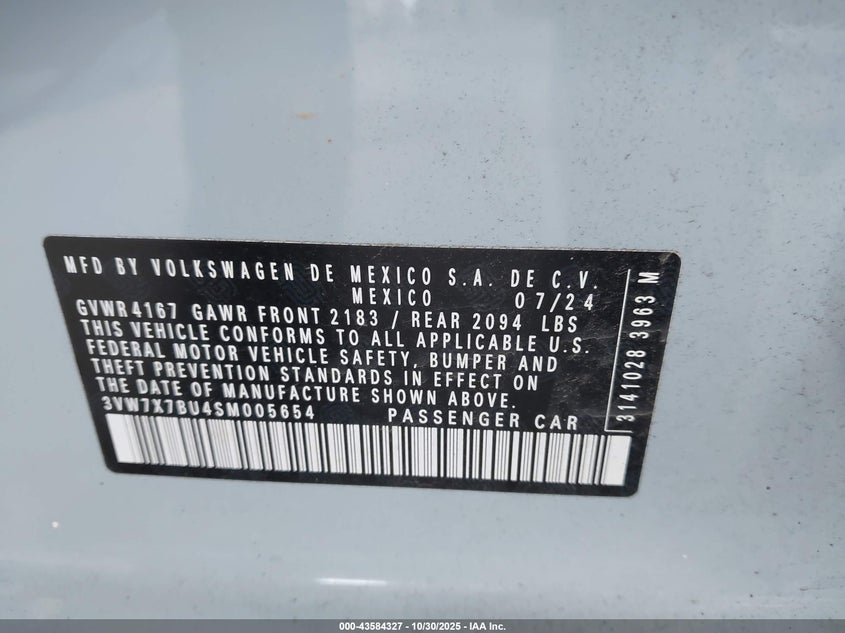 MFD BY VOLKSWAGEN DE MEXICO S.A. DE C.V.
MEXICO 07/24
GVWR 4167 GAWR FRONT 2183 / REAR 2094 LBS
THIS VEHICLE CONFORMS TO ALL APPLICABLE U.S.
FEDERAL MOTOR VEHICLE SAFETY, BUMPER AND
THEFT PREVENTION STANDARDS IN EFFECT ON
THE DATE OF MANUFACTURE SHOWN ABOVE.
3VW7X7BU4SM005654 PASSENGER CAR
3141028 3963 M
000-43584327 - 10/30/2025 - IAA Inc.